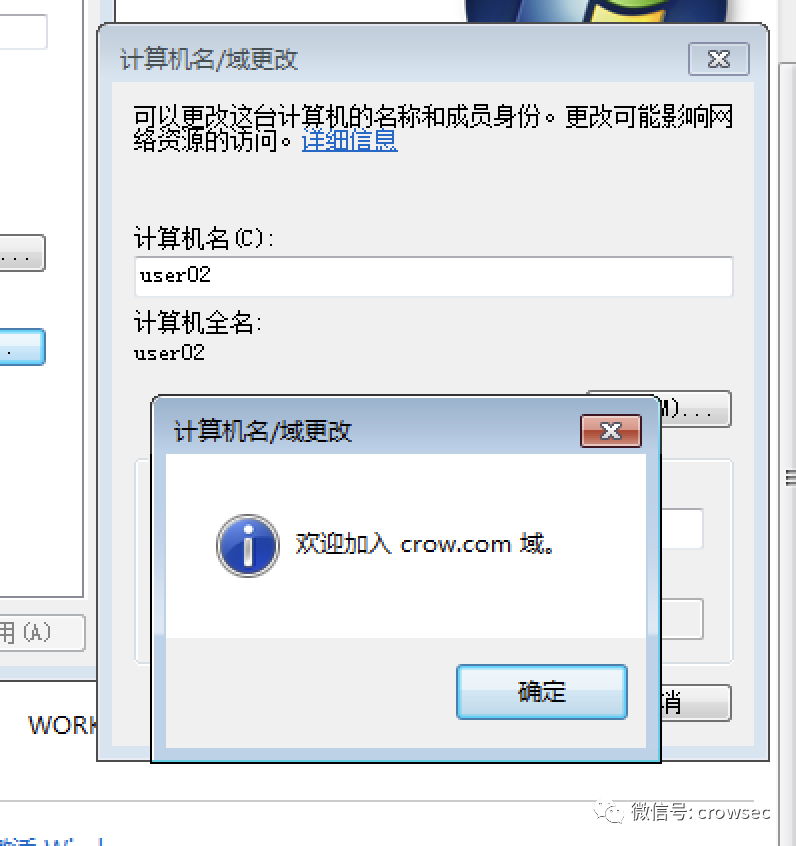 计算机名/域更改
可以更改这台计算机的名称和成员身份。更改可能影响网
络资源的访问。详细信息
计算机名(C):
user02
计算机全名:
user02
M)...
计算机名/域更改
欢迎加入 crow.com 域。
确定
消
...
.
用(A)
WORK
微信号: crowsec